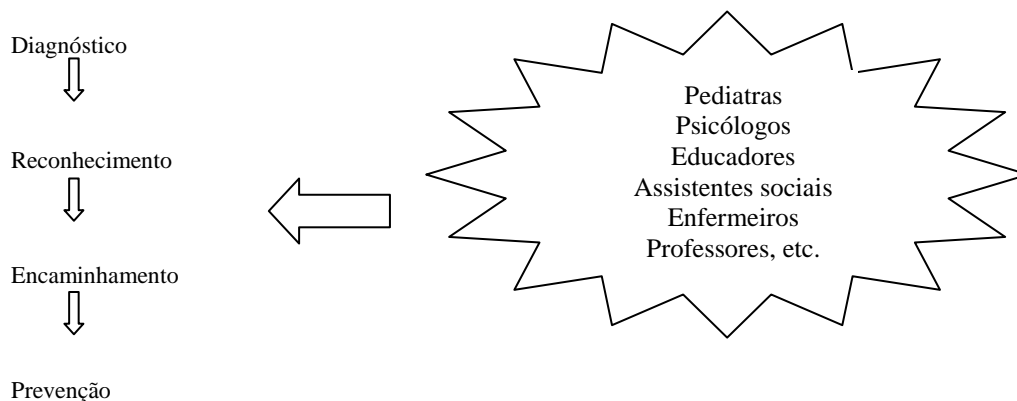 Diagnóstico
Reconhecimento
Encaminhamento
Prevenção
Pediatras
Psicólogos
Educadores
Assistentes sociais
Enfermeiros
Professores, etc.